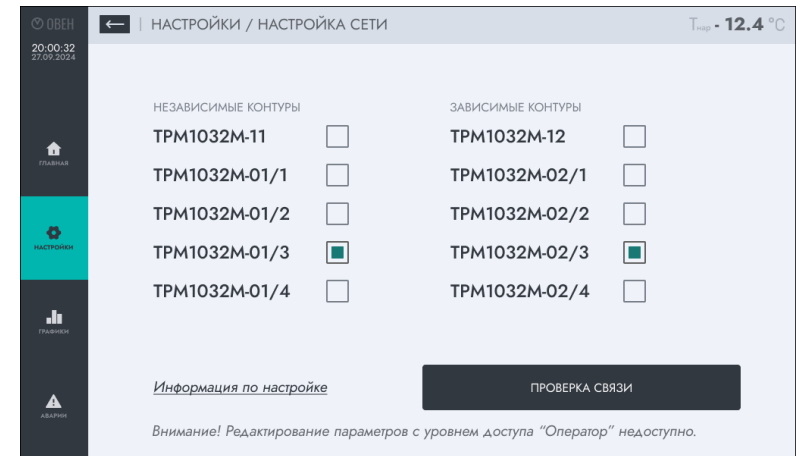 ОВЕН
20:00:32
27.09.2024
НАСТРОЙКИ / НАСТРОЙКА СЕТИ
Тнар - 12.4 °C
НЕЗАВИСИМЫЕ КОНТУРЫ
ЗАВИСИМЫЕ КОНТУРЫ
ТРМ1032М-11
ТРМ1032М-12
ТРМ1032М-01/1
ТРМ1032М-02/1
ТРМ1032М-01/2
ТРМ1032М-02/2
ТРМ1032М-01/3
ТРМ1032М-02/3
ТРМ1032М-01/4
ТРМ1032М-02/4
ГЛАВНАЯ
НАСТРОЙКИ
ГРАФИКИ
АВАРИИ
Информация по настройке
ПРОВЕРКА СВЯЗИ
Внимание! Редактирование параметров с уровнем доступа “Оператор” недоступно.